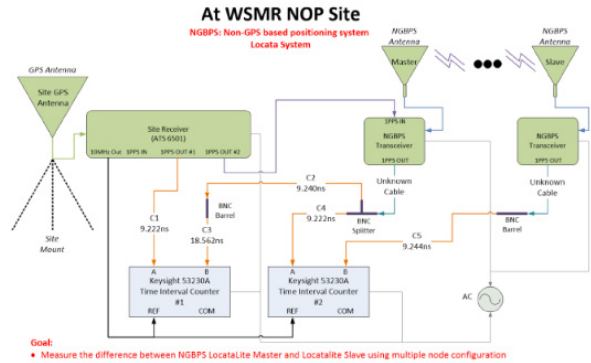 At WSMR NOP Site
NGBPS: Non-GPS based positioning system
Locata System
NGBPS
Antenna
Master
NGBPS
Antenna
Slave
GPS Antenna
Site GPS
Antenna
Site Receiver
(ATS 6501)
10MHz Out 1PPS IN 1PPS OUT #1 1PPS OUT #2
1PPS IN
NGBPS
Transceiver
1PPS OUT
NGBPS
Transceiver
1PPS OUT
Unknown
Cable
Unknown
Cable
C2
9.240ns
BNC
Barrel
C4
9.222ns
BNC
Splitter
C1
9.222ns
C3
18.562ns
C5
9.244ns
BNC
Barrel
Site
Mount
A B
Keysight 53230A
Time Interval Counter
#1
REF COM
A B
Keysight 53230A
Time Interval Counter
#2
REF COM
AC
Goal:
• Measure the difference between NGBPS LocataLite Master and Locatalite Slave using multiple node configuration